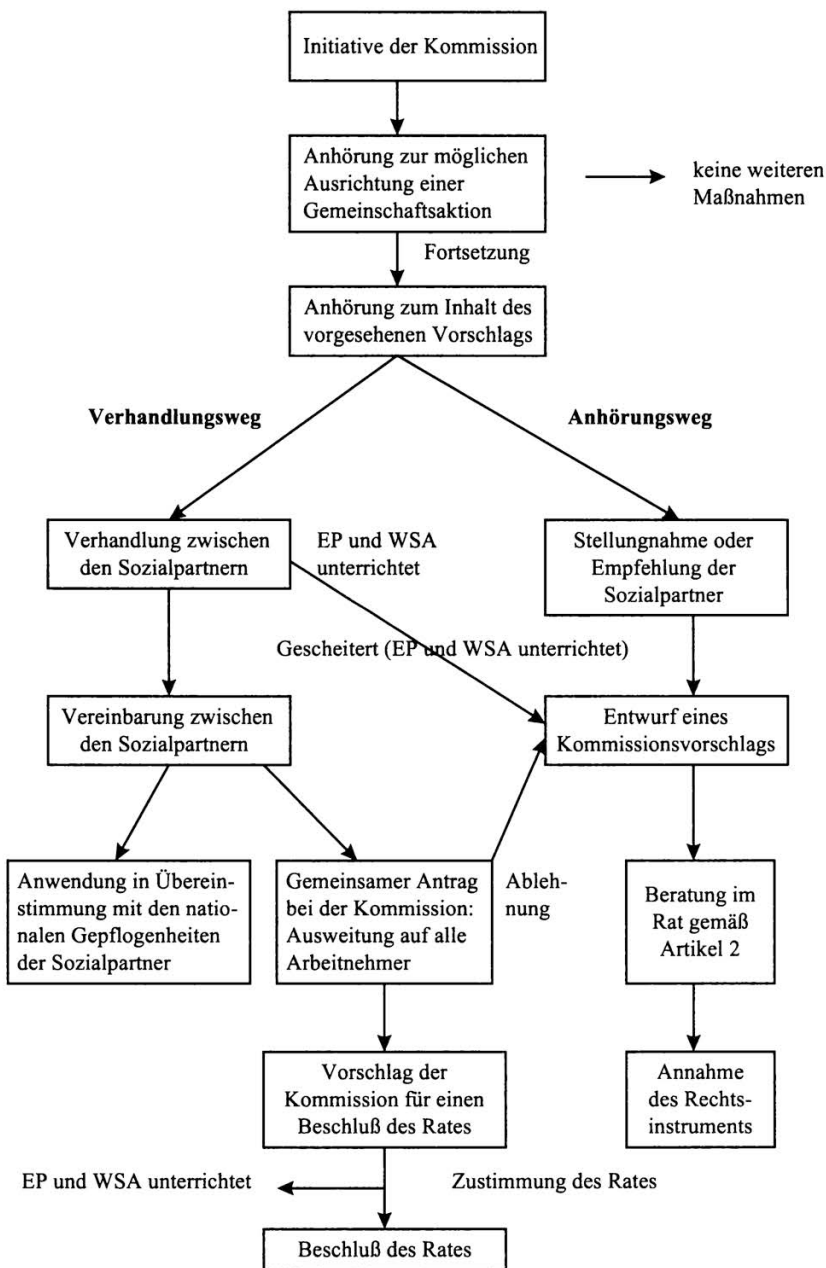 Initiative der Kommission
Anhörung zur möglichen
Ausrichtung einer
Gemeinschaftsaktion
keine weiteren
Maßnahmen
Fortsetzung
Anhörung zum Inhalt des
vorgesehenen Vorschlags
Verhandlungsweg
Anhörungsweg
Verhandlung zwischen
den Sozialpartnern
EP und WSA
unterrichtet
Stellungnahme oder
Empfehlung der
Sozialpartner
Gescheitert (EP und WSA unterrichtet)
Vereinbarung zwischen
den Sozialpartnern
Entwurf eines
Kommissionsvorschlags
Anwendung in Überein-
stimmung mit den natio-
nalen Gepflogenheiten
der Sozialpartner
Gemeinsamer Antrag
bei der Kommission:
Ausweitung auf alle
Arbeitnehmer
Ableh-
nung
Beratung im
Rat gemäß
Artikel 2
Vorschlag der
Kommission für einen
Beschluß des Rates
Annahme
des Rechts-
instruments
EP und WSA unterrichtet
Zustimmung des Rates
Beschluß des Rates